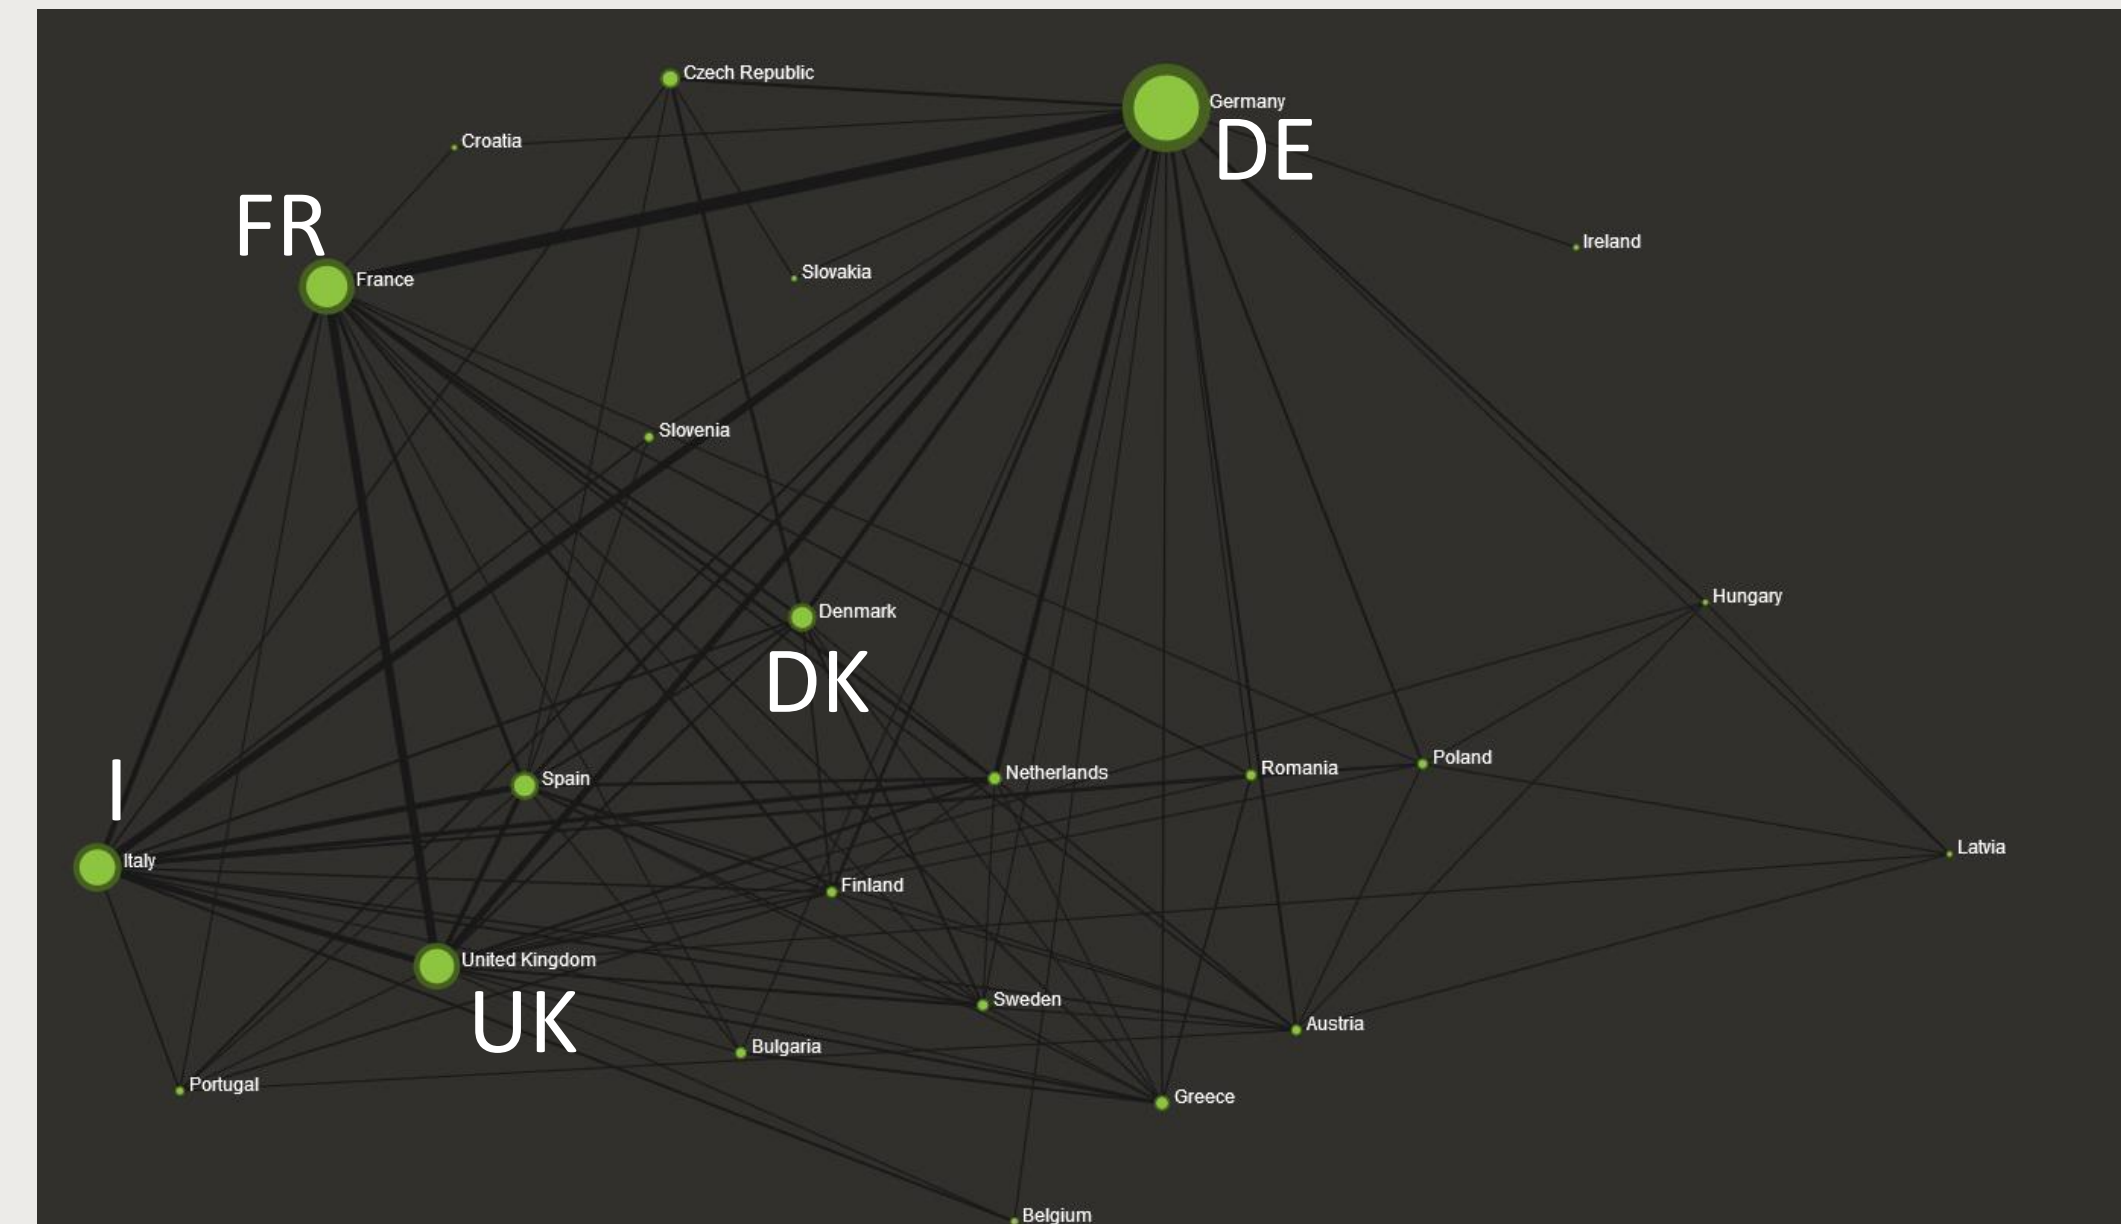 Czech Republic
Germany
DE
Croatia
FR
Ireland
Slovakia
France
Slovenia
Hungary
Denmark
DK
I
Spain
Netherlands
Romania
Poland
Italy
Latvia
Finland
United Kingdom
UK
Sweden
Austria
Bulgaria
Portugal
Greece
Belgium